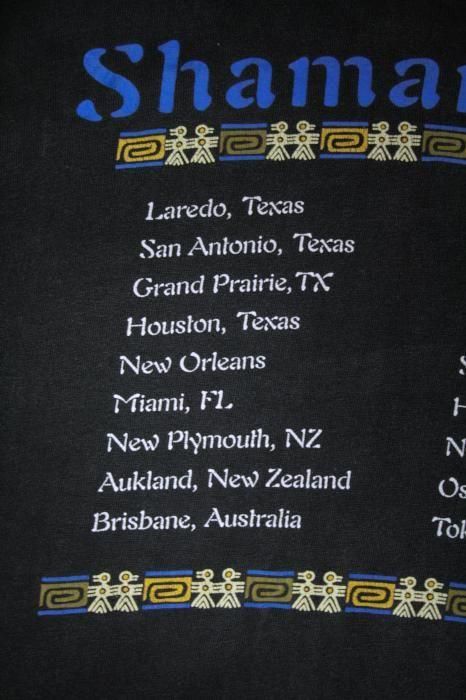 Shaman
Laredo, Texas
San Antonio, Texas
Grand Prairie, TX
Houston, Texas
New Orleans
Miami, FL
New Plymouth, NZ
Aukland, New Zealand
Brisbane, Australia